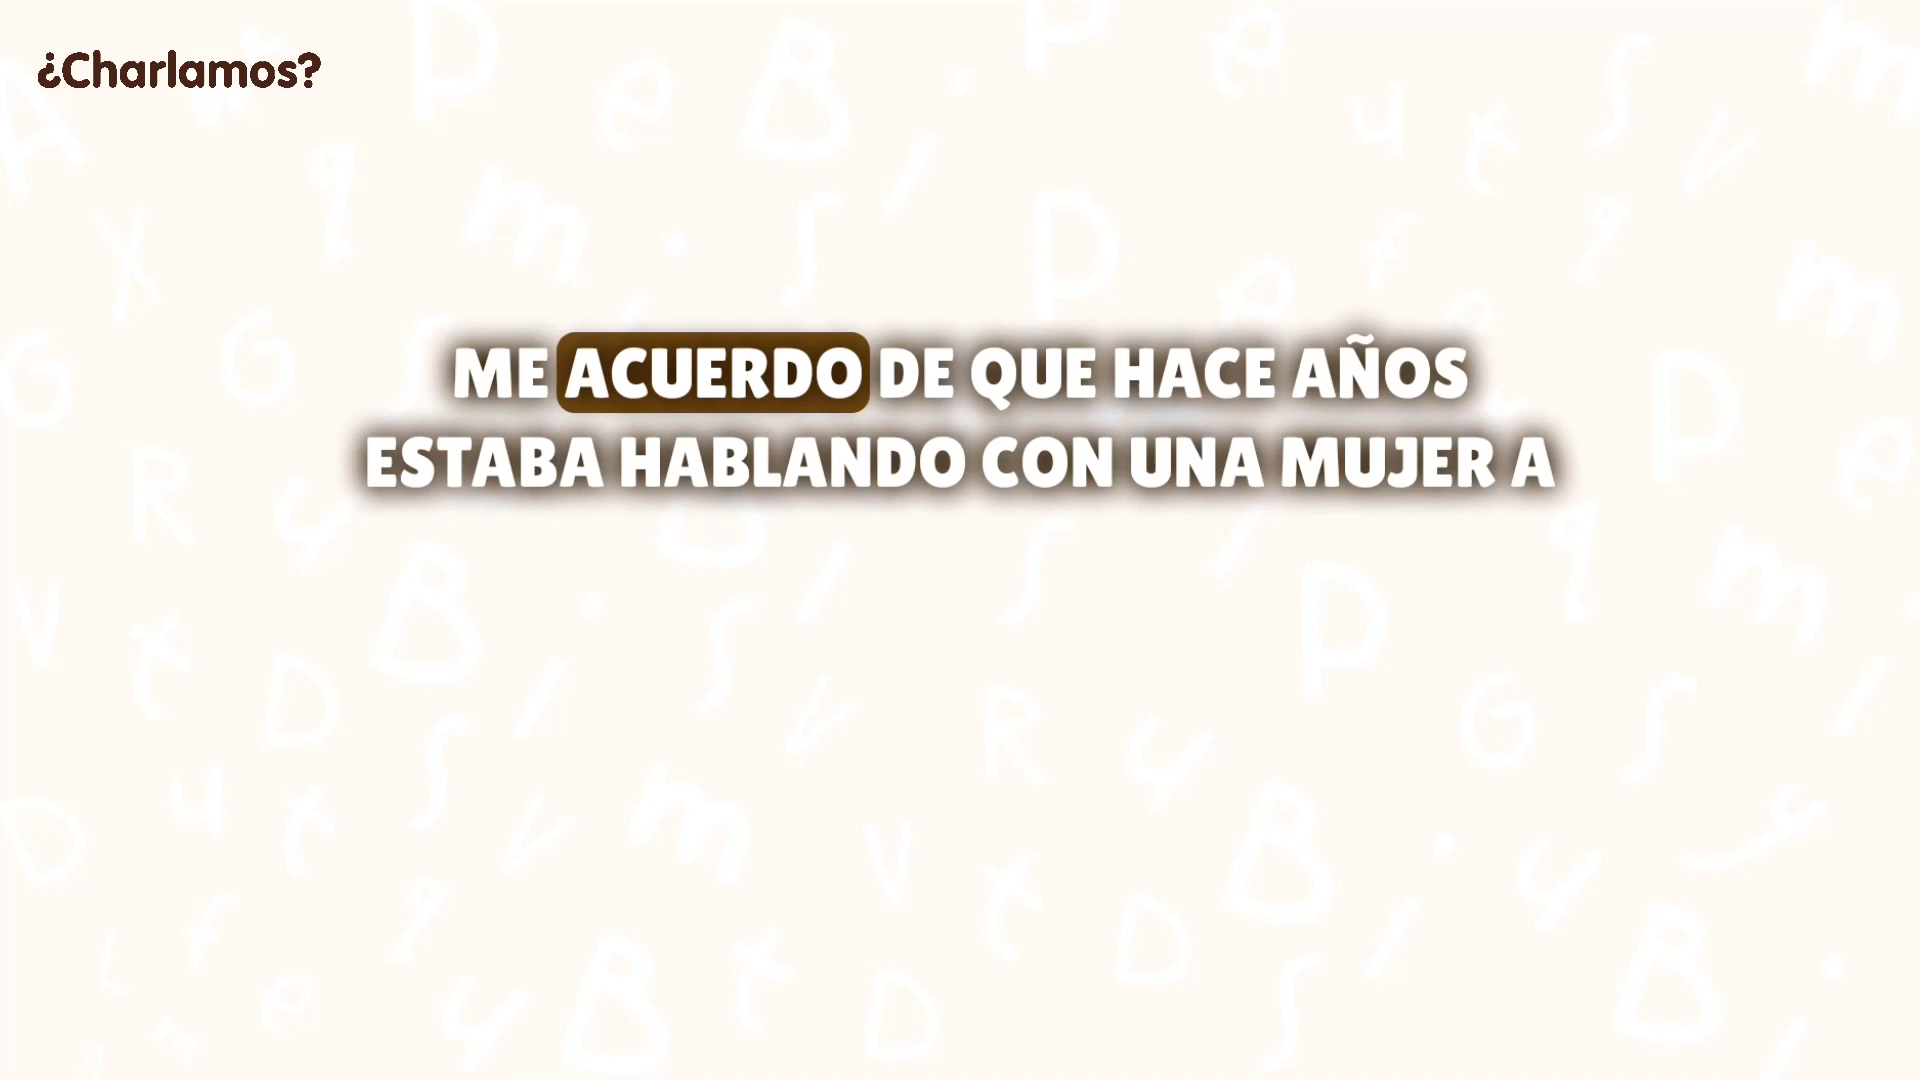 ¿Charlamos?
ME ACUERDO DE QUE HACE AÑOS
ESTABA HABLANDO CON UNA MUJER A